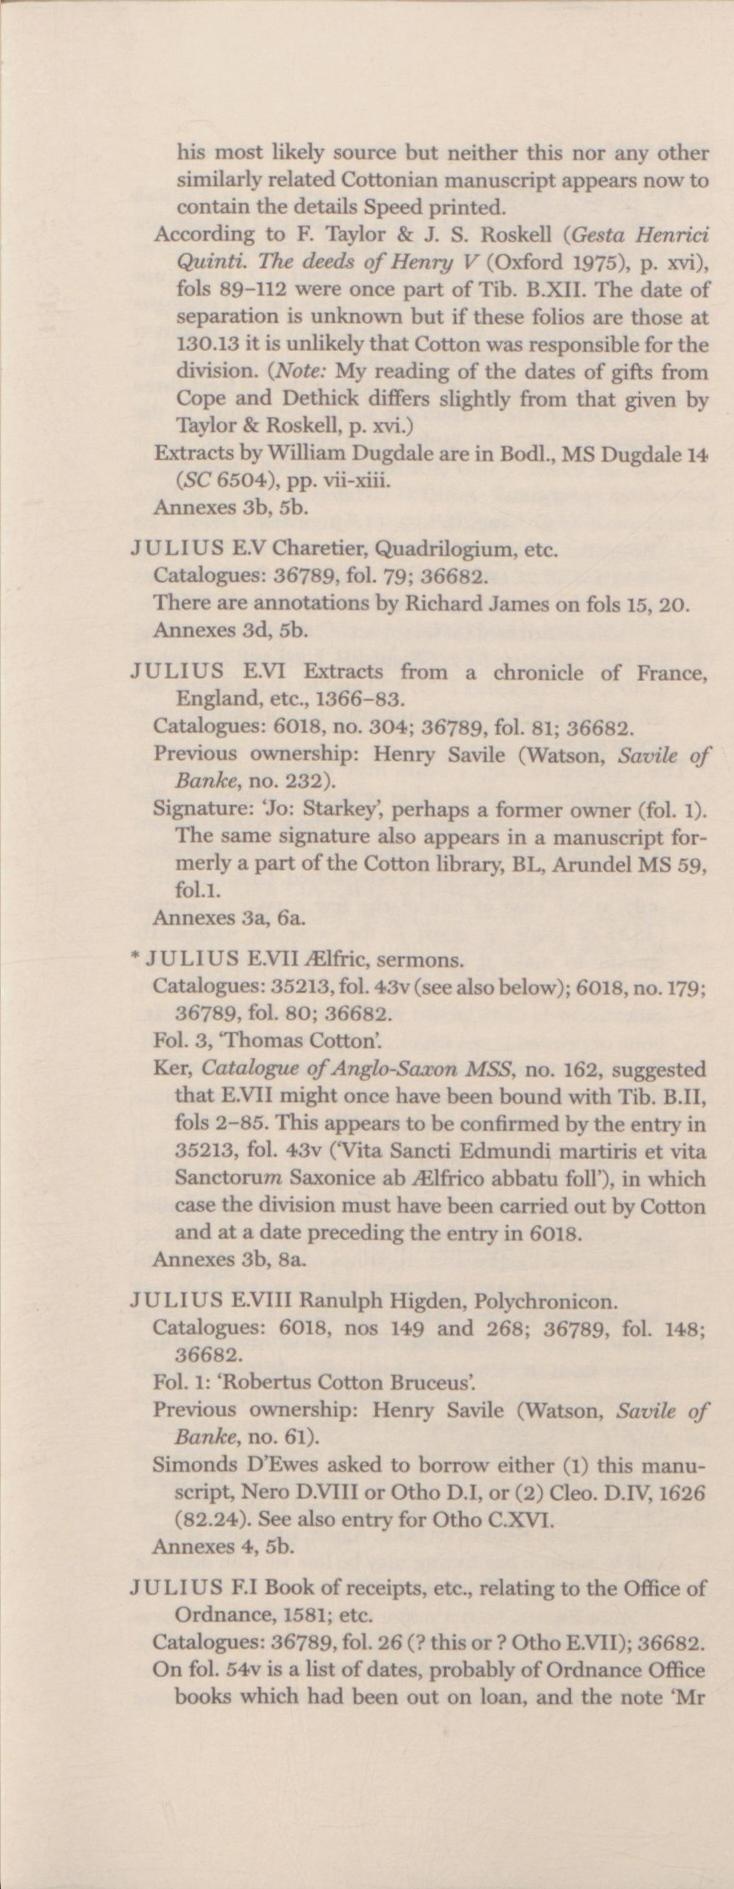 his most likely source but neither this nor any other
similarly related Cottonian manuscript appears now to
contain the details Speed printed.
According to F. Taylor & J. S. Roskell (Gesta Henrici
Quinti. The deeds of Henry V (Oxford 1975), p. xvi),
fols 89–112 were once part of Tib. B.XII. The date of
separation is unknown but if these folios are those at
130.13 it is unlikely that Cotton was responsible for the
division. (Note: My reading of the dates of gifts from
Cope and Dethick differs slightly from that given by
Taylor & Roskell, p. xvi.)
Extracts by William Dugdale are in Bodl., MS Dugdale 14
(SC 6504), pp. vii-xiii.
Annexes 3b, 5b.
JULIUS E.V Charetier, Quadrilogium, etc.
Catalogues: 36789, fol. 79; 36682.
There are annotations by Richard James on fols 15, 20.
Annexes 3d, 5b.
JULIUS E.VI Extracts from a chronicle of France,
England, etc., 1366–83.
Catalogues: 6018, no. 304; 36789, fol. 81; 36682.
Previous ownership: Henry Savile (Watson, Savile of
Banke, no. 232).
Signature: ‘Jo: Starkey’, perhaps a former owner (fol. 1).
The same signature also appears in a manuscript for-
merly a part of the Cotton library, BL, Arundel MS 59,
fol.1.
Annexes 3a, 6a.
* JULIUS E.VII Ælfric, sermons.
Catalogues: 35213, fol. 43v (see also below); 6018, no. 179;
36789, fol. 80; 36682.
Fol. 3, ‘Thomas Cotton’.
Ker, Catalogue of Anglo-Saxon MSS, no. 162, suggested
that E.VII might once have been bound with Tib. B.II,
fols 2–85. This appears to be confirmed by the entry in
35213, fol. 43v (‘Vita Sancti Edmundi martiris et vita
Sanctorum Saxonice ab Ælfrico abbatu foll’), in which
case the division must have been carried out by Cotton
and at a date preceding the entry in 6018.
Annexes 3b, 8a.
JULIUS E.VIII Ranulph Higden, Polychronicon.
Catalogues: 6018, nos 149 and 268; 36789, fol. 148;
36682.
Fol. 1: ‘Robertus Cotton Bruceus’.
Previous ownership: Henry Savile (Watson, Savile of
Banke, no. 61).
Simonds D’Ewes asked to borrow either (1) this manu-
script, Nero D.VIII or Otho D.I, or (2) Cleo. D.IV, 1626
(82.24). See also entry for Otho C.XVI.
Annexes 4, 5b.
JULIUS F.I Book of receipts, etc., relating to the Office of
Ordnance, 1581; etc.
Catalogues: 36789, fol. 26 (? this or ? Otho E.VII); 36682.
On fol. 54v is a list of dates, probably of Ordnance Office
books which had been out on loan, and the note ‘Mr